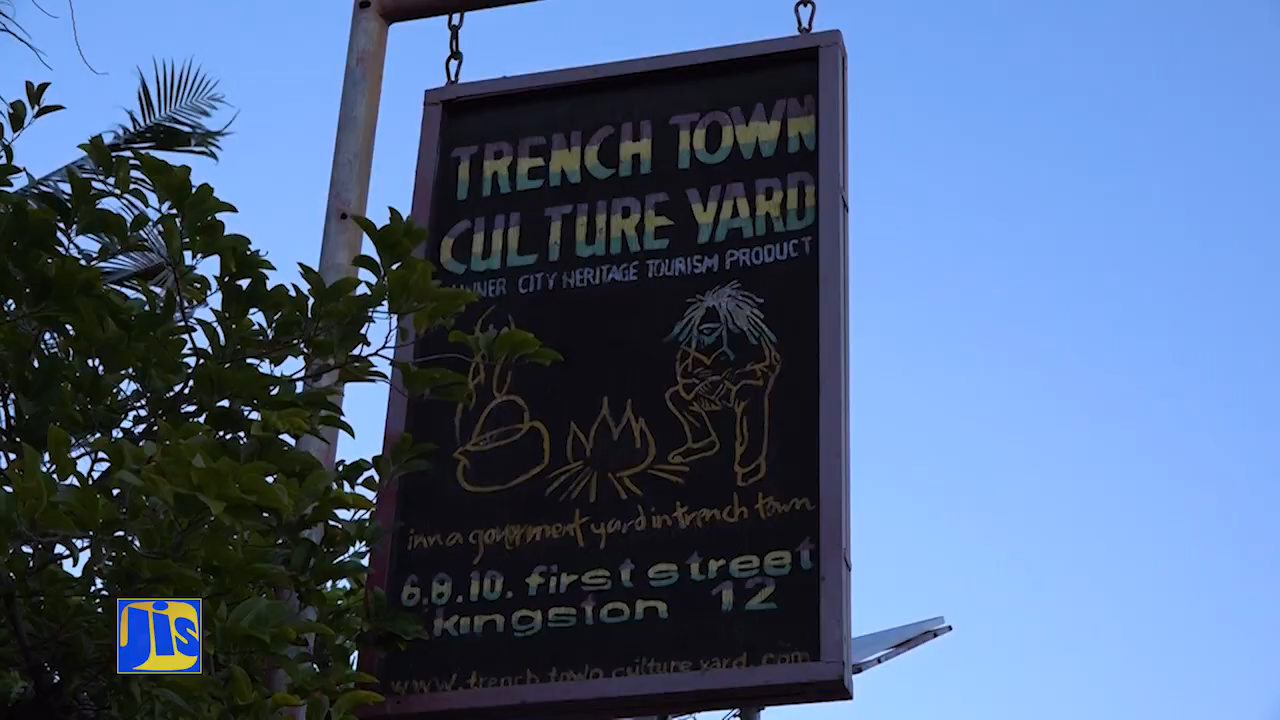 TRENCH TOWN
CULTURE YARD
INNER CITY HERITAGE TOURISM PRODUCT
inna government yard in trench town
6.8.10. first street
kingston 12
www.trench town culture yard.com
jis